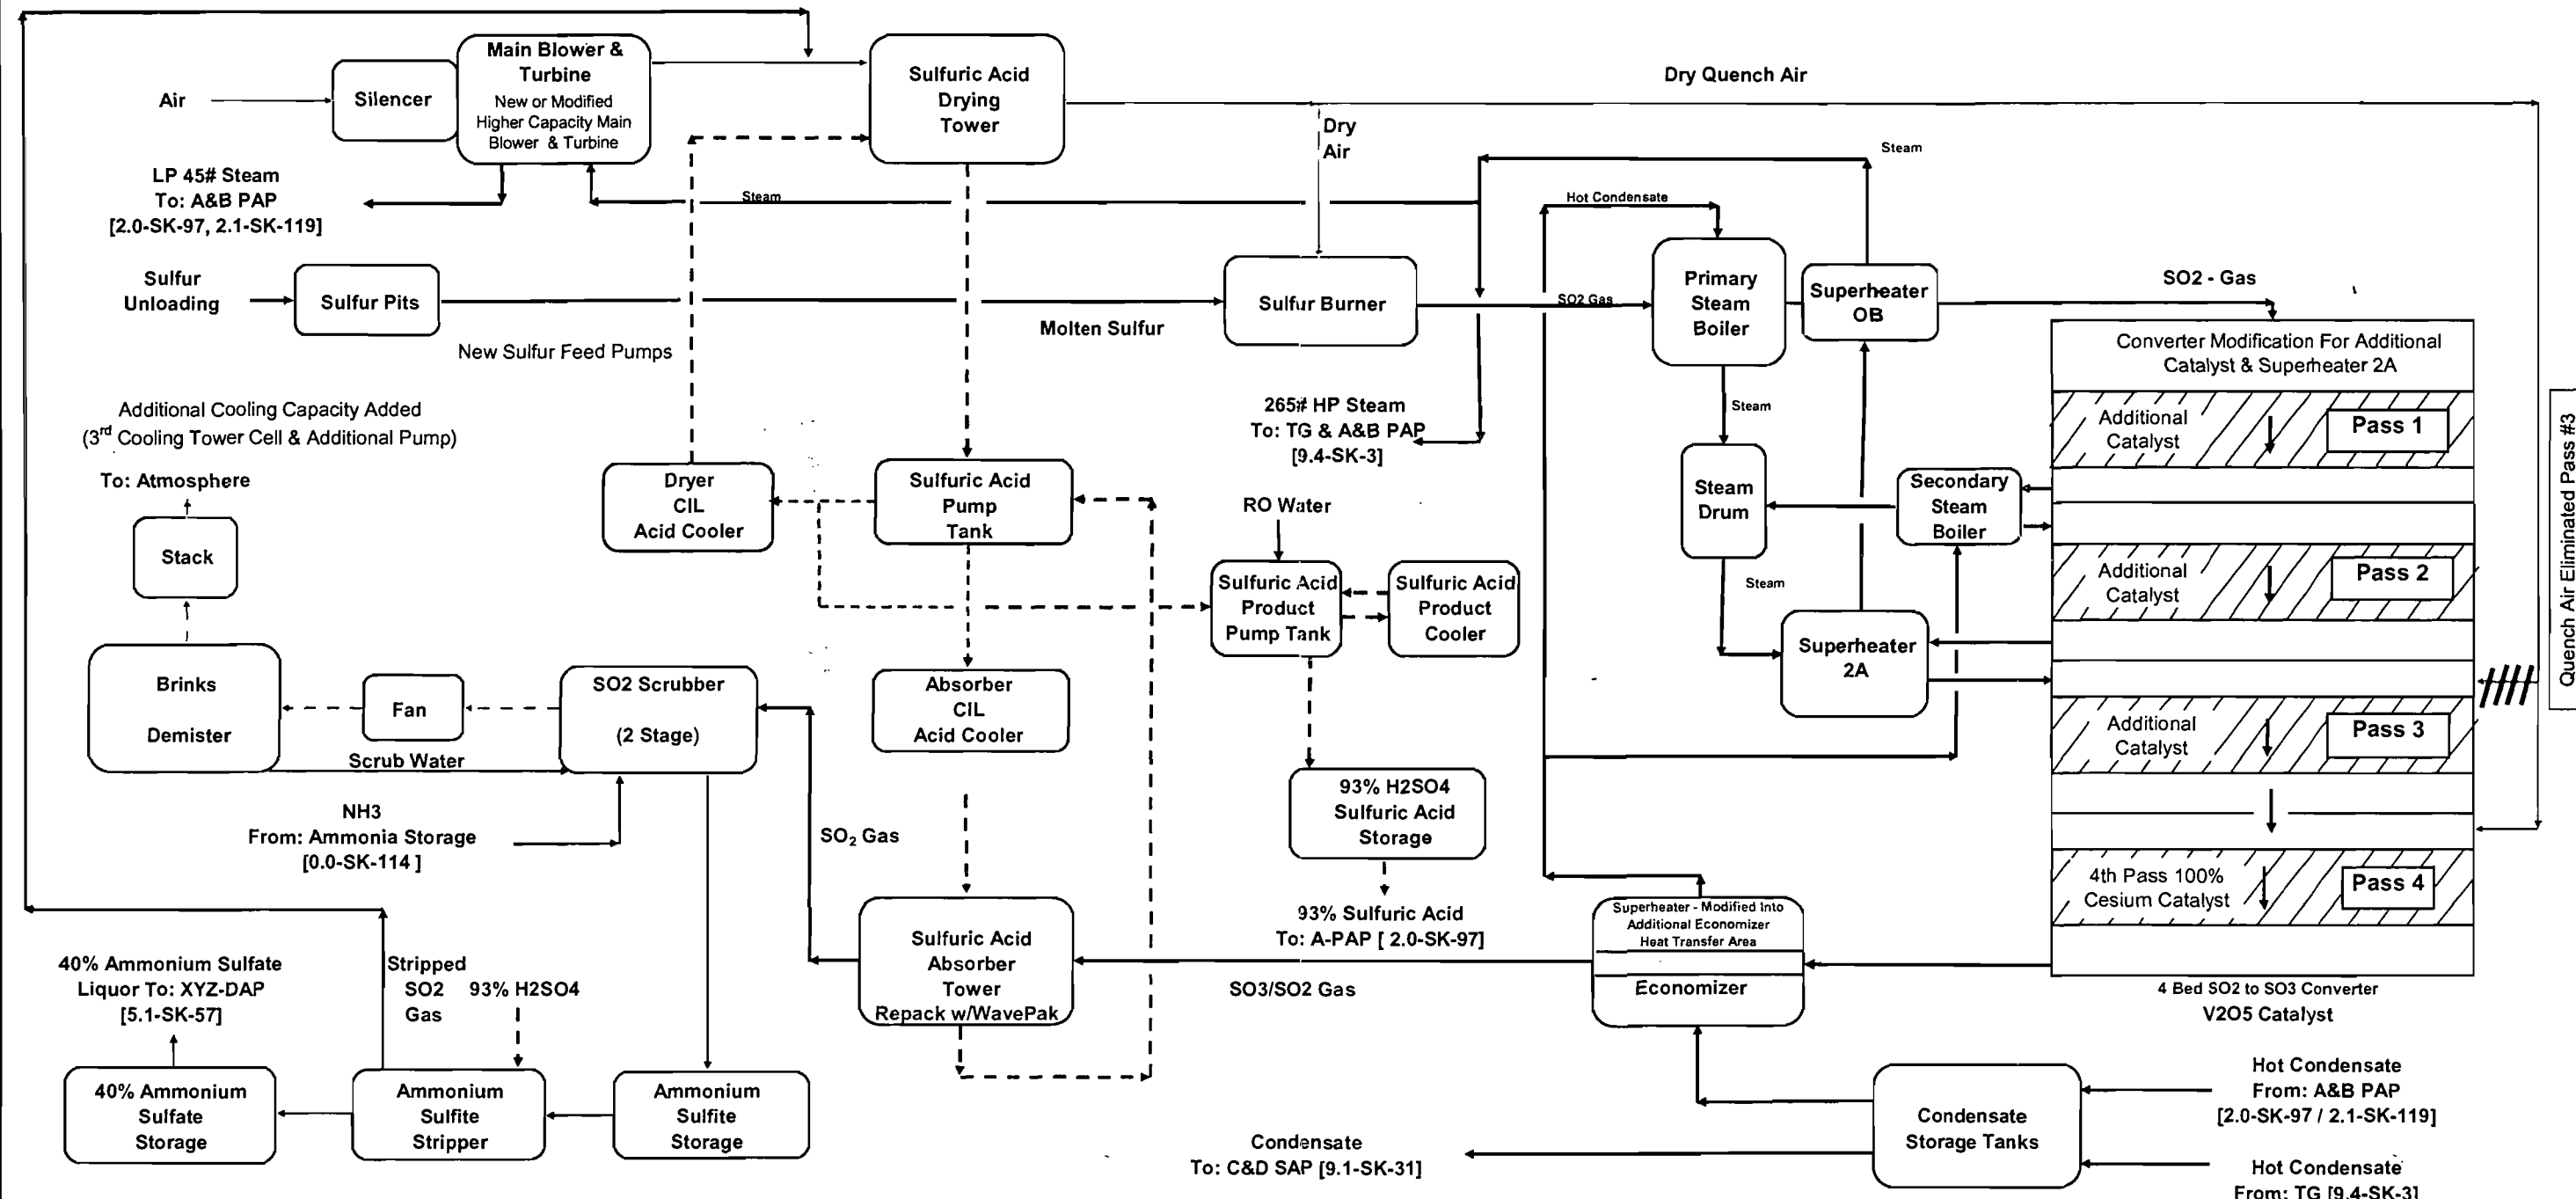 Main Blower &
Turbine
New or Modified
Higher Capacity Main
Blower & Turbine
Silencer
Air
Sulfuric Acid
Drying
Tower
Dry Quench Air
Dry
Air
Steam
LP 45# Steam
To: A&B PAP
[2.0-SK-97, 2.1-SK-119]
Steam
Hot Condensate
Sulfur
Unloading
Sulfur Pits
New Sulfur Feed Pumps
Molten Sulfur
Sulfur Burner
SO2 Gas
Primary
Steam
Boiler
Superheater
OB
SO2 - Gas
Converter Modification For Additional
Catalyst & Superheater 2A
Additional
Catalyst
Pass 1
Quench Air Eliminated Pass #3
Additional Cooling Capacity Added
(3rd Cooling Tower Cell & Additional Pump)
265# HP Steam
To: TG & A&B PAP
[9.4-SK-3]
Steam
To: Atmosphere
Stack
Dryer
CIL
Acid Cooler
Sulfuric Acid
Pump
Tank
RO Water
Steam
Drum
Secondary
Steam
Boiler
Additional
Catalyst
Pass 2
Sulfuric Acid
Product
Pump Tank
Sulfuric Acid
Product
Cooler
Steam
Superheater
2A
Brinks
Demister
Fan
SO2 Scrubber
(2 Stage)
Scrub Water
Absorber
CIL
Acid Cooler
Additional
Catalyst
Pass 3
NH3
From: Ammonia Storage
[0.0-SK-114 ]
SO2 Gas
93% H2SO4
Sulfuric Acid
Storage
4th Pass 100%
Cesium Catalyst
Pass 4
93% Sulfuric Acid
To: A-PAP [ 2.0-SK-97]
Superheater - Modified Into
Additional Economizer
Heat Transfer Area
Economizer
Sulfuric Acid
Absorber
Tower
Repack w/WavePak
SO3/SO2 Gas
4 Bed SO2 to SO3 Converter
V2O5 Catalyst
40% Ammonium Sulfate
Liquor To: XYZ-DAP
[5.1-SK-57]
Stripped
SO2
Gas
93% H2SO4
40% Ammonium
Sulfate
Storage
Ammonium
Sulfite
Stripper
Ammonium
Sulfite
Storage
Condensate
To: C&D SAP [9.1-SK-31]
Condensate
Storage Tanks
Hot Condensate
From: A&B PAP
[2.0-SK-97 / 2.1-SK-119]
Hot Condensate
From: TG [9.4-SK-3]